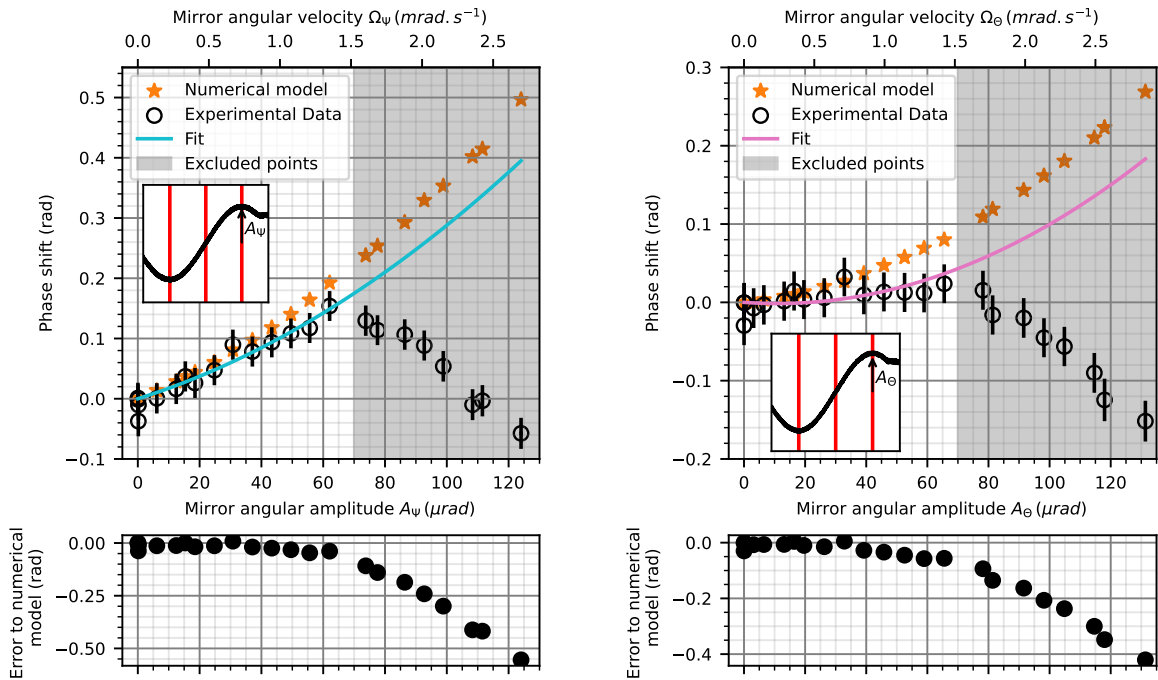 Mirror angular velocity Ω_Ψ (mrad.s⁻¹)
0.0 0.5 1.0 1.5 1.6 2.0 2.5
Numerical model
Experimental Data
Fit
Excluded points
A_Ψ
Phase shift (rad)
0.5
0.4
0.3
0.2
0.1
0.0
−0.1
0 20 40 60 80 100 120
Mirror angular amplitude A_Ψ (μrad)
Error to numerical
model (rad)
0.00
−0.25
−0.50
Mirror angular velocity Ω_Θ (mrad.s⁻¹)
0.0 0.5 1.0 1.5 2.0 2.5
Numerical model
Experimental Data
Fit
Excluded points
A_Θ
Phase shift (rad)
0.3
0.2
0.1
0.0
−0.1
−0.2
0 20 40 60 80 100 120
Mirror angular amplitude A_Θ (μrad)
Error to numerical
model (rad)
0.0
−0.2
−0.4